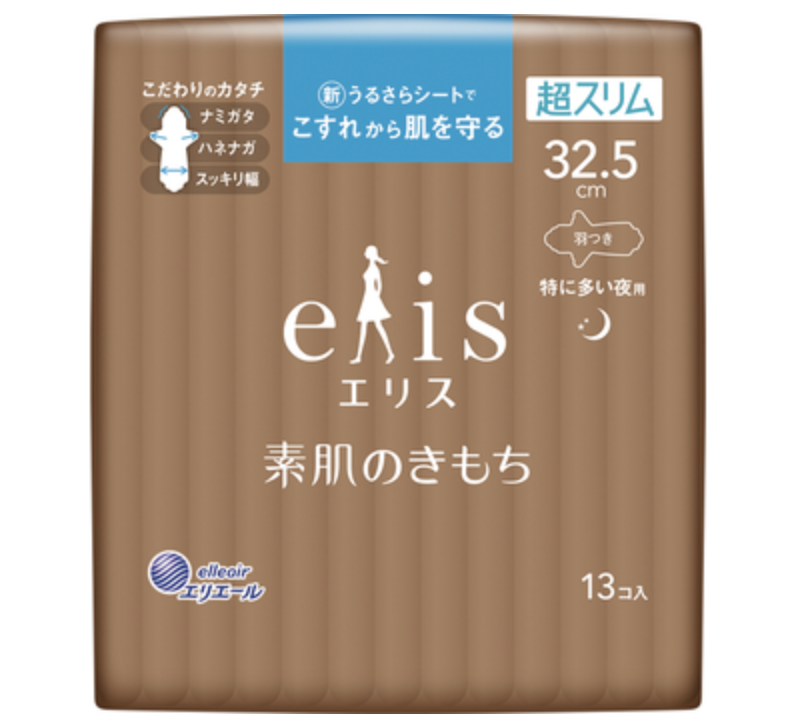 こだわりのカタチ
ナミガタ
ハネナガ
スッキリ幅
新うるさらシートで
こすれから肌を守る
超スリム
32.5
cm
羽つき
特に多い夜用
elis
エリス
素肌のきもち
elleair
エリエール
13コ入